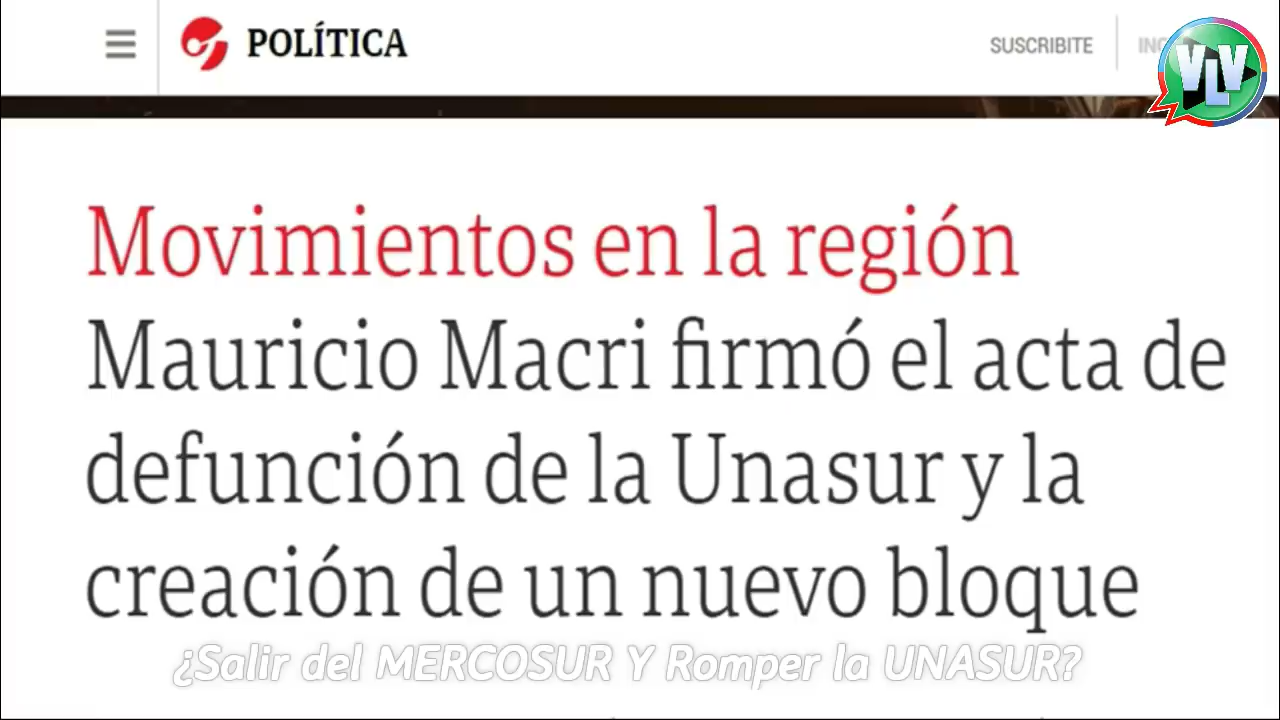 POLÍTICA
SUSCRIBITE
VLV
Movimientos en la región
Mauricio Macri firmó el acta de
defunción de la Unasur y la
creación de un nuevo bloque
¿Salir del MERCOSUR Y Romper la UNASUR?